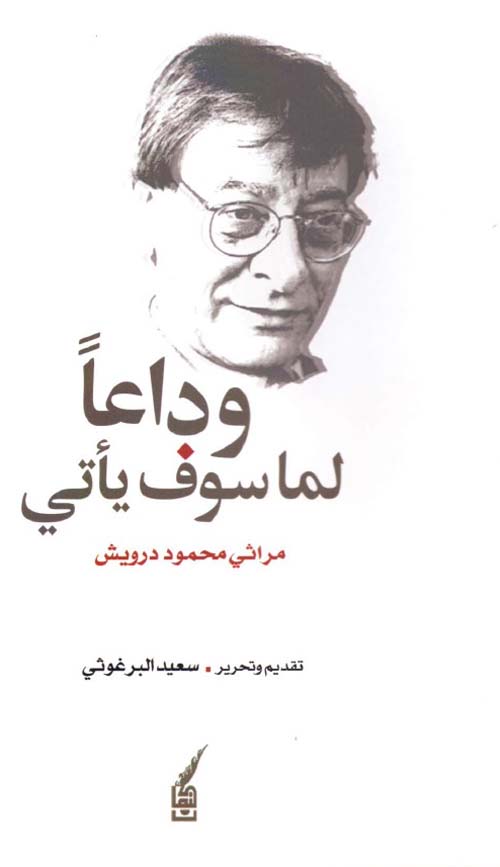 وداعاً
لما سوف يأتي
مراثي محمود درويش
تقديم وتحرير . سعيد البرغوثي